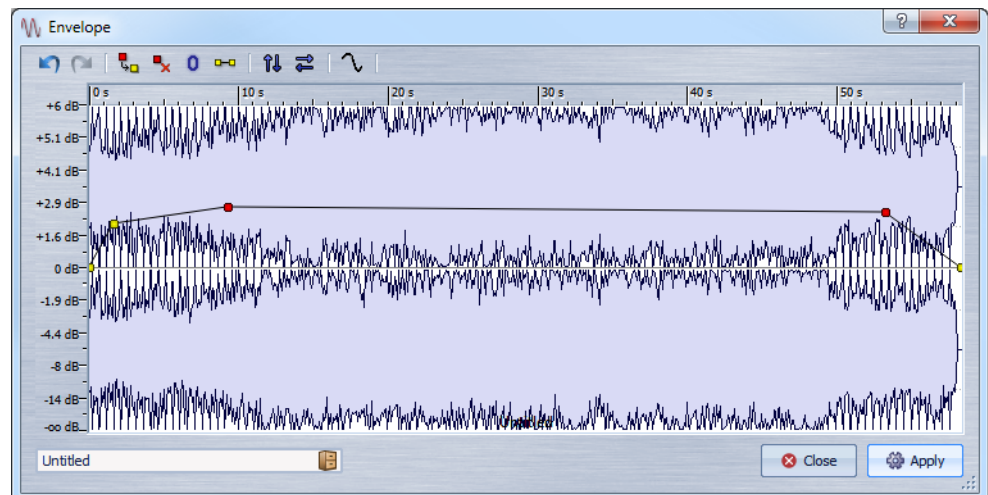 Envelope
?
0
0 s 10 s 20 s 30 s 40 s 50 s
+6 dB
+5.1 dB
+4.1 dB
+2.9 dB
+1.6 dB
0 dB
-1.9 dB
-4.4 dB
-8 dB
-14 dB
-oo dB
Untitled
Untitled
Close
Apply